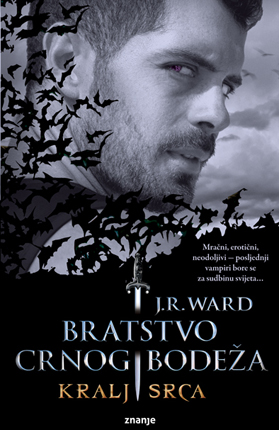 Mračni, erotični,
neodoljivi – posljednji
vampiri bore se
za sudbinu svijeta...
J.R. WARD
BRATSTVO
CRNOG BODEŽA
KRALJ SRCA
znanje